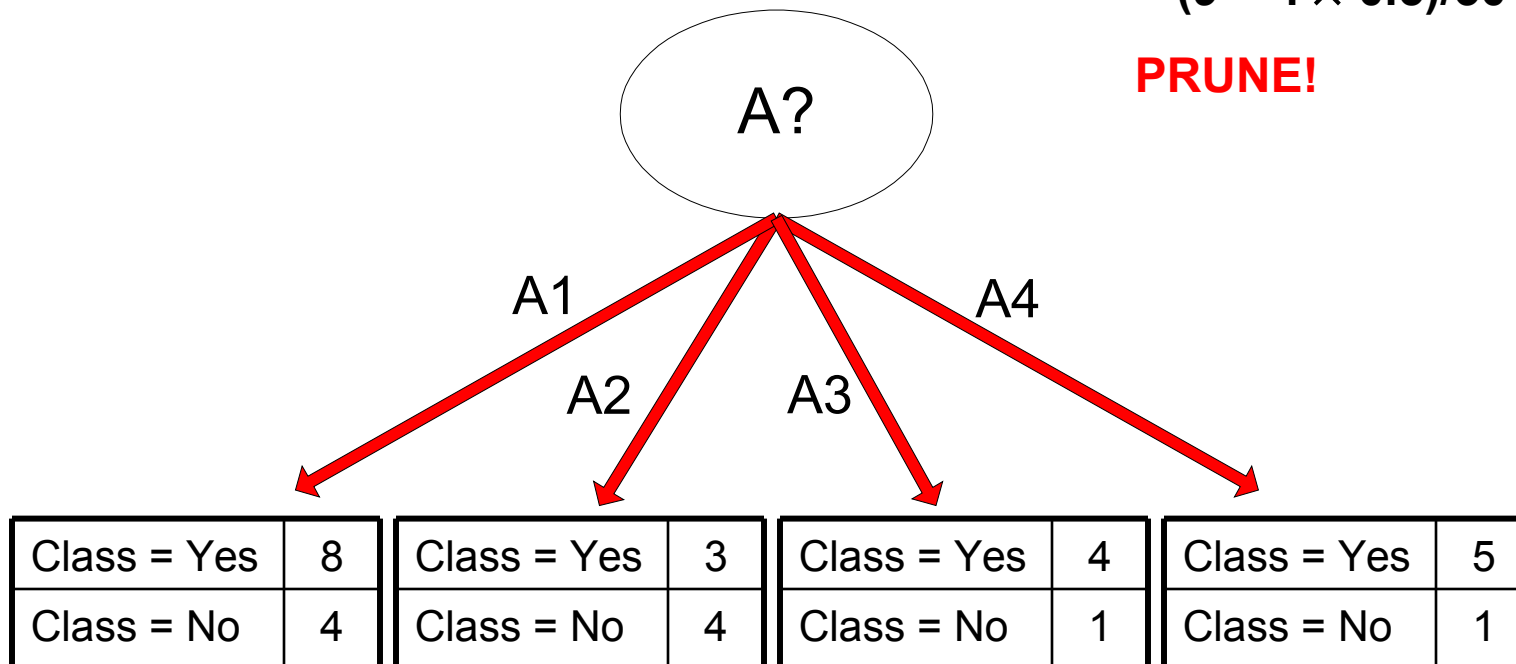 PRUNE!
A?
A1
A4
A2
A3
Class = Yes 8 Class = Yes 3 Class = Yes 4 Class = Yes 5
Class = No 4 Class = No 4 Class = No 1 Class = No 1